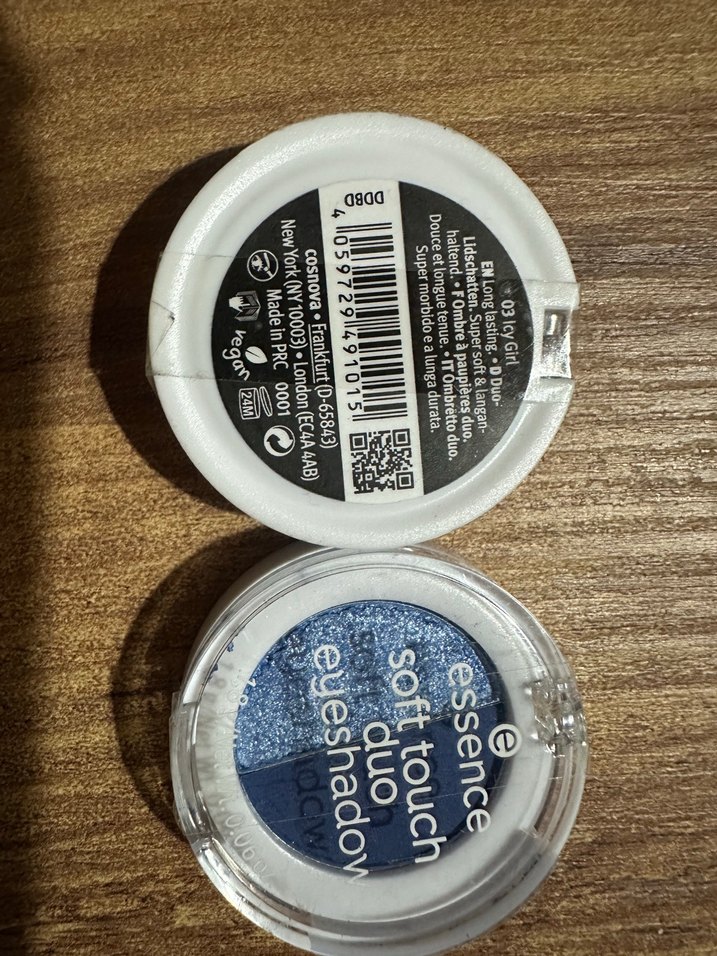 03 Icy Girl
EN Long lasting. • D Duo-
Lidschatten. Super soft & langan-
haltend. • F Ombre à paupières duo.
Douce et longue tenue. • IT Ombretto duo.
Super morbido e a lunga durata.
DDBD
4 059729 491015
cosnova • Frankfurt (D-65843)
New York (NY 10003) • London (EC4A 4AB)
Made in PRC 0001
vegan
24M
e
essence
soft touch
duo
eyeshadow